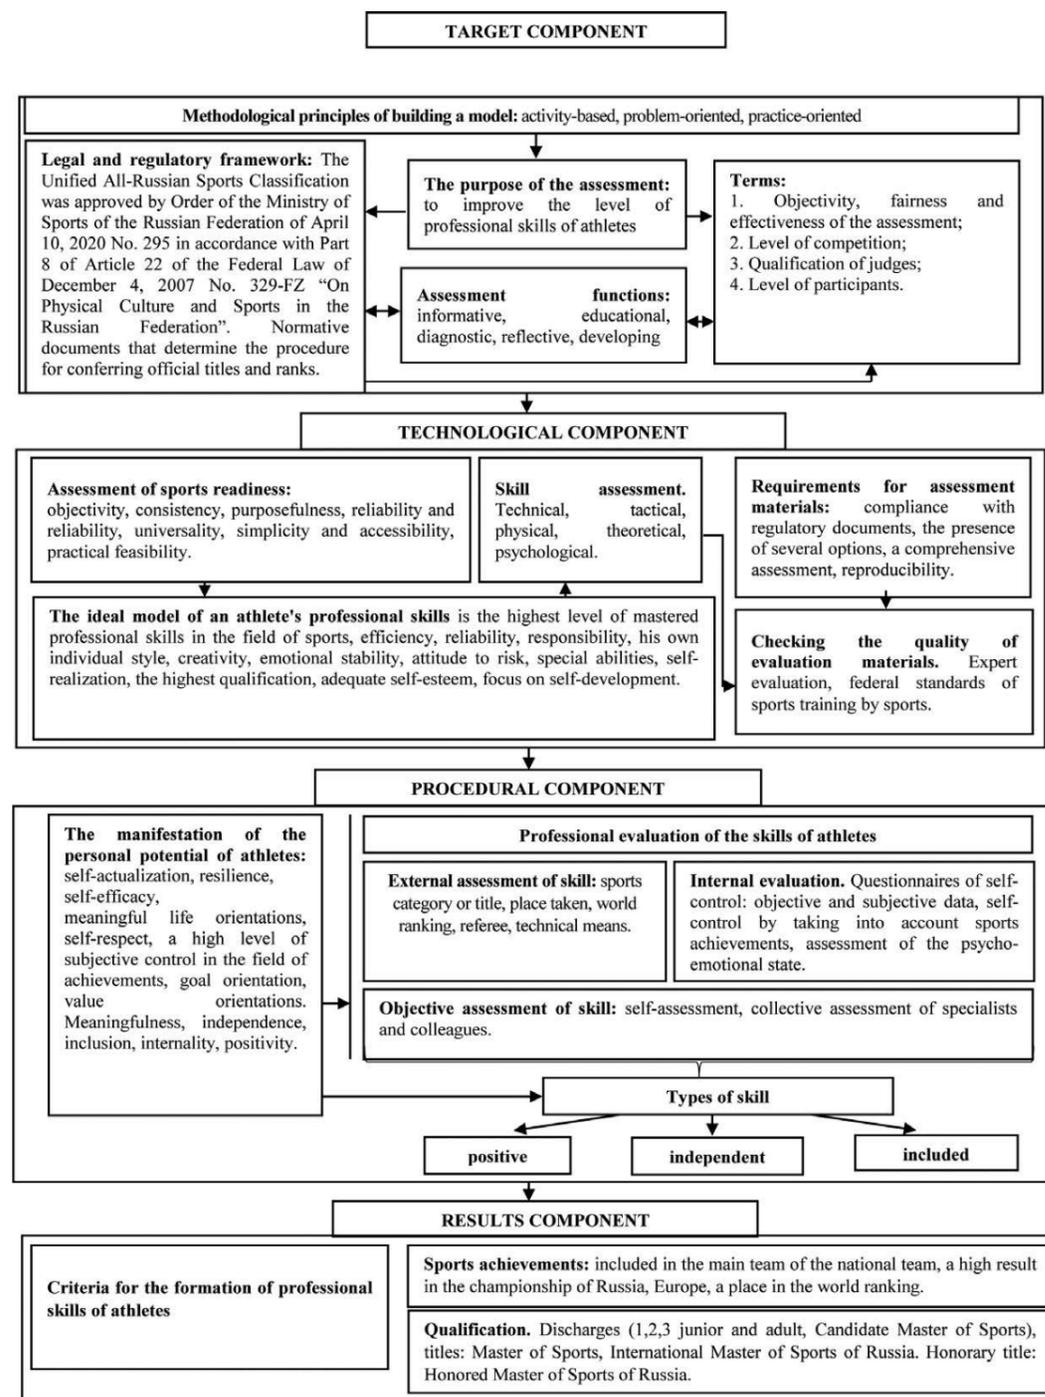 TARGET COMPONENT
Methodological principles of building a model: activity-based, problem-oriented, practice-oriented
Legal and regulatory framework: The
Unified All-Russian Sports Classification
was approved by Order of the Ministry of
Sports of the Russian Federation of April
10, 2020 No. 295 in accordance with Part
8 of Article 22 of the Federal Law of
December 4, 2007 No. 329-FZ “On
Physical Culture and Sports in the
Russian Federation”. Normative
documents that determine the procedure
for conferring official titles and ranks.
The purpose of the assessment:
to improve the level of
professional skills of athletes
Assessment functions:
informative, educational,
diagnostic, reflective, developing
Terms:
1. Objectivity, fairness and
effectiveness of the assessment;
2. Level of competition;
3. Qualification of judges;
4. Level of participants.
TECHNOLOGICAL COMPONENT
Assessment of sports readiness:
objectivity, consistency, purposefulness, reliability and
reliability, universality, simplicity and accessibility,
practical feasibility.
Skill assessment.
Technical, tactical,
physical, theoretical,
psychological.
Requirements for assessment
materials: compliance with
regulatory documents, the presence
of several options, a comprehensive
assessment, reproducibility.
The ideal model of an athlete's professional skills is the highest level of mastered
professional skills in the field of sports, efficiency, reliability, responsibility, his own
individual style, creativity, emotional stability, attitude to risk, special abilities, self-
realization, the highest qualification, adequate self-esteem, focus on self-development.
Checking the quality of
evaluation materials. Expert
evaluation, federal standards of
sports training by sports.
PROCEDURAL COMPONENT
The manifestation of the
personal potential of athletes:
self-actualization, resilience,
self-efficacy,
meaningful life orientations,
self-respect, a high level of
subjective control in the field of
achievements, goal orientation,
value orientations.
Meaningfulness, independence,
inclusion, internality, positivity.
Professional evaluation of the skills of athletes
External assessment of skill: sports
category or title, place taken, world
ranking, referee, technical means.
Internal evaluation. Questionnaires of self-
control: objective and subjective data, self-
control by taking into account sports
achievements, assessment of the psycho-
emotional state.
Objective assessment of skill: self-assessment, collective assessment of specialists
and colleagues.
Types of skill
positive
independent
included
RESULTS COMPONENT
Criteria for the formation of professional
skills of athletes
Sports achievements: included in the main team of the national team, a high result
in the championship of Russia, Europe, a place in the world ranking.
Qualification. Discharges (1,2,3 junior and adult, Candidate Master of Sports),
titles: Master of Sports, International Master of Sports of Russia. Honorary title:
Honored Master of Sports of Russia.